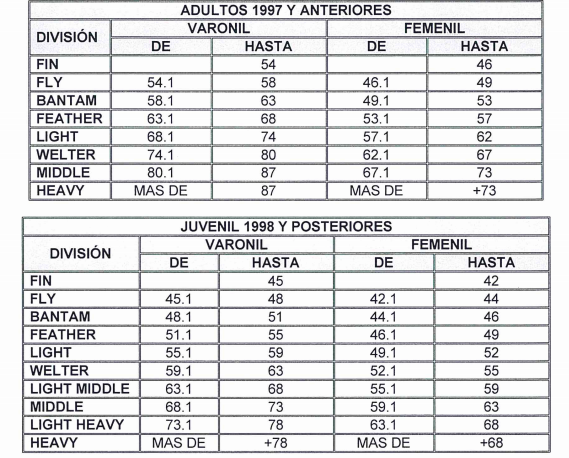 ADULTOS 1997 Y ANTERIORES
DIVISIÓN VARONIL FEMENIL
DE HASTA DE HASTA
FIN 54 46
FLY 54.1 58 46.1 49
BANTAM 58.1 63 49.1 53
FEATHER 63.1 68 53.1 57
LIGHT 68.1 74 57.1 62
WELTER 74.1 80 62.1 67
MIDDLE 80.1 87 67.1 73
HEAVY MAS DE 87 MAS DE +73
JUVENIL 1998 Y POSTERIORES
DIVISIÓN VARONIL FEMENIL
DE HASTA DE HASTA
FIN 45 42
FLY 45.1 48 42.1 44
BANTAM 48.1 51 44.1 46
FEATHER 51.1 55 46.1 49
LIGHT 55.1 59 49.1 52
WELTER 59.1 63 52.1 55
LIGHT MIDDLE 63.1 68 55.1 59
MIDDLE 68.1 73 59.1 63
LIGHT HEAVY 73.1 78 63.1 68
HEAVY MAS DE +78 MAS DE +68